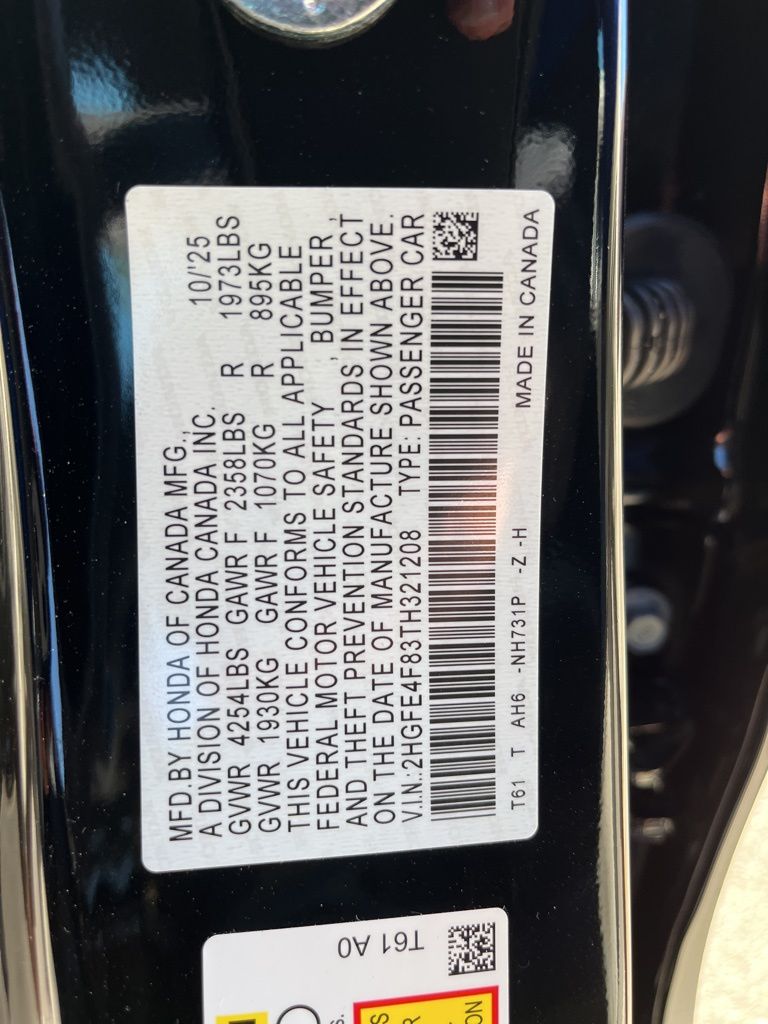 MFD.BY HONDA OF CANADA MFG.,
A DIVISION OF HONDA CANADA INC. 10/'25
GVWR 4254LBS GAWR F 2358LBS R 1973LBS
GVWR 1930KG GAWR F 1070KG R 895KG
THIS VEHICLE CONFORMS TO ALL APPLICABLE
FEDERAL MOTOR VEHICLE SAFETY , BUMPER ,
AND THEFT PREVENTION STANDARDS IN EFFECT
ON THE DATE OF MANUFACTURE SHOWN ABOVE.
V.I.N.:2HGFE4F83TH321208 TYPE: PASSENGER CAR
T61 T AH6 -NH731P -Z -H MADE IN CANADA
T61 A0